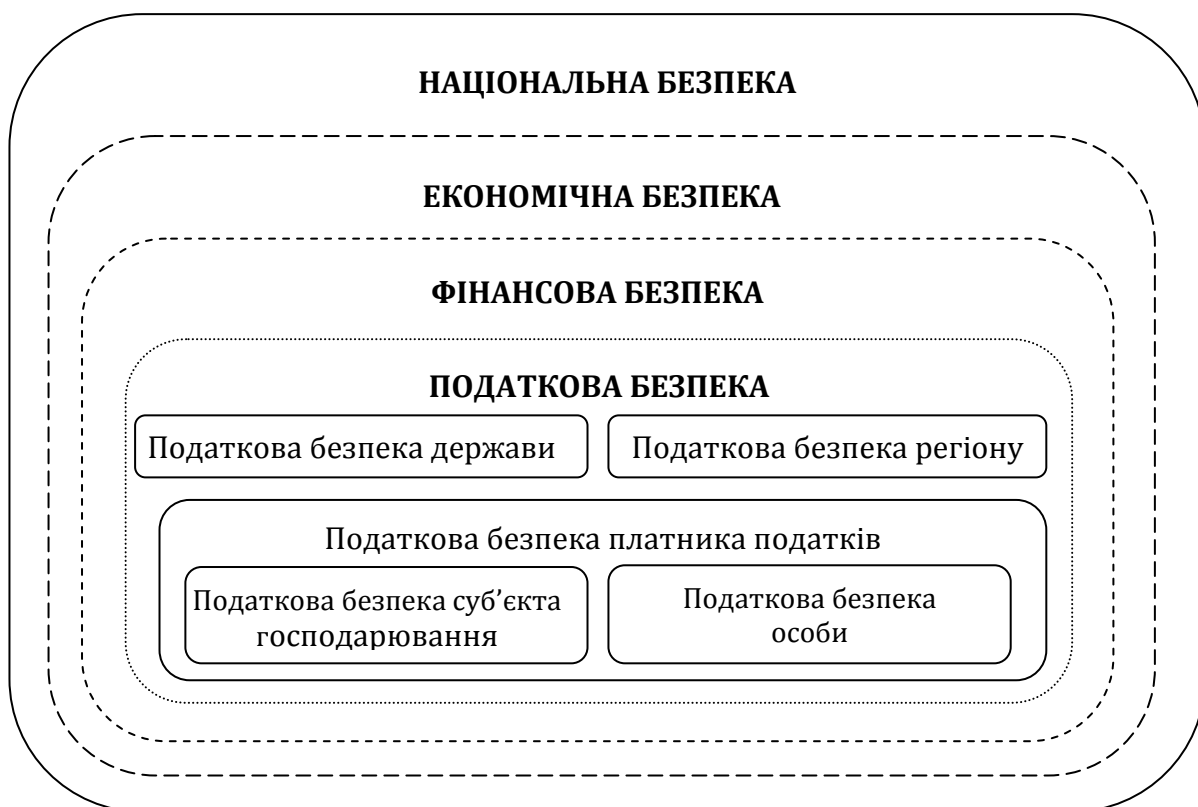 НАЦІОНАЛЬНА БЕЗПЕКА
ЕКОНОМІЧНА БЕЗПЕКА
ФІНАНСОВА БЕЗПЕКА
ПОДАТКОВА БЕЗПЕКА
Податкова безпека держави
Податкова безпека регіону
Податкова безпека платника податків
Податкова безпека суб’єкта
господарювання
Податкова безпека
особи